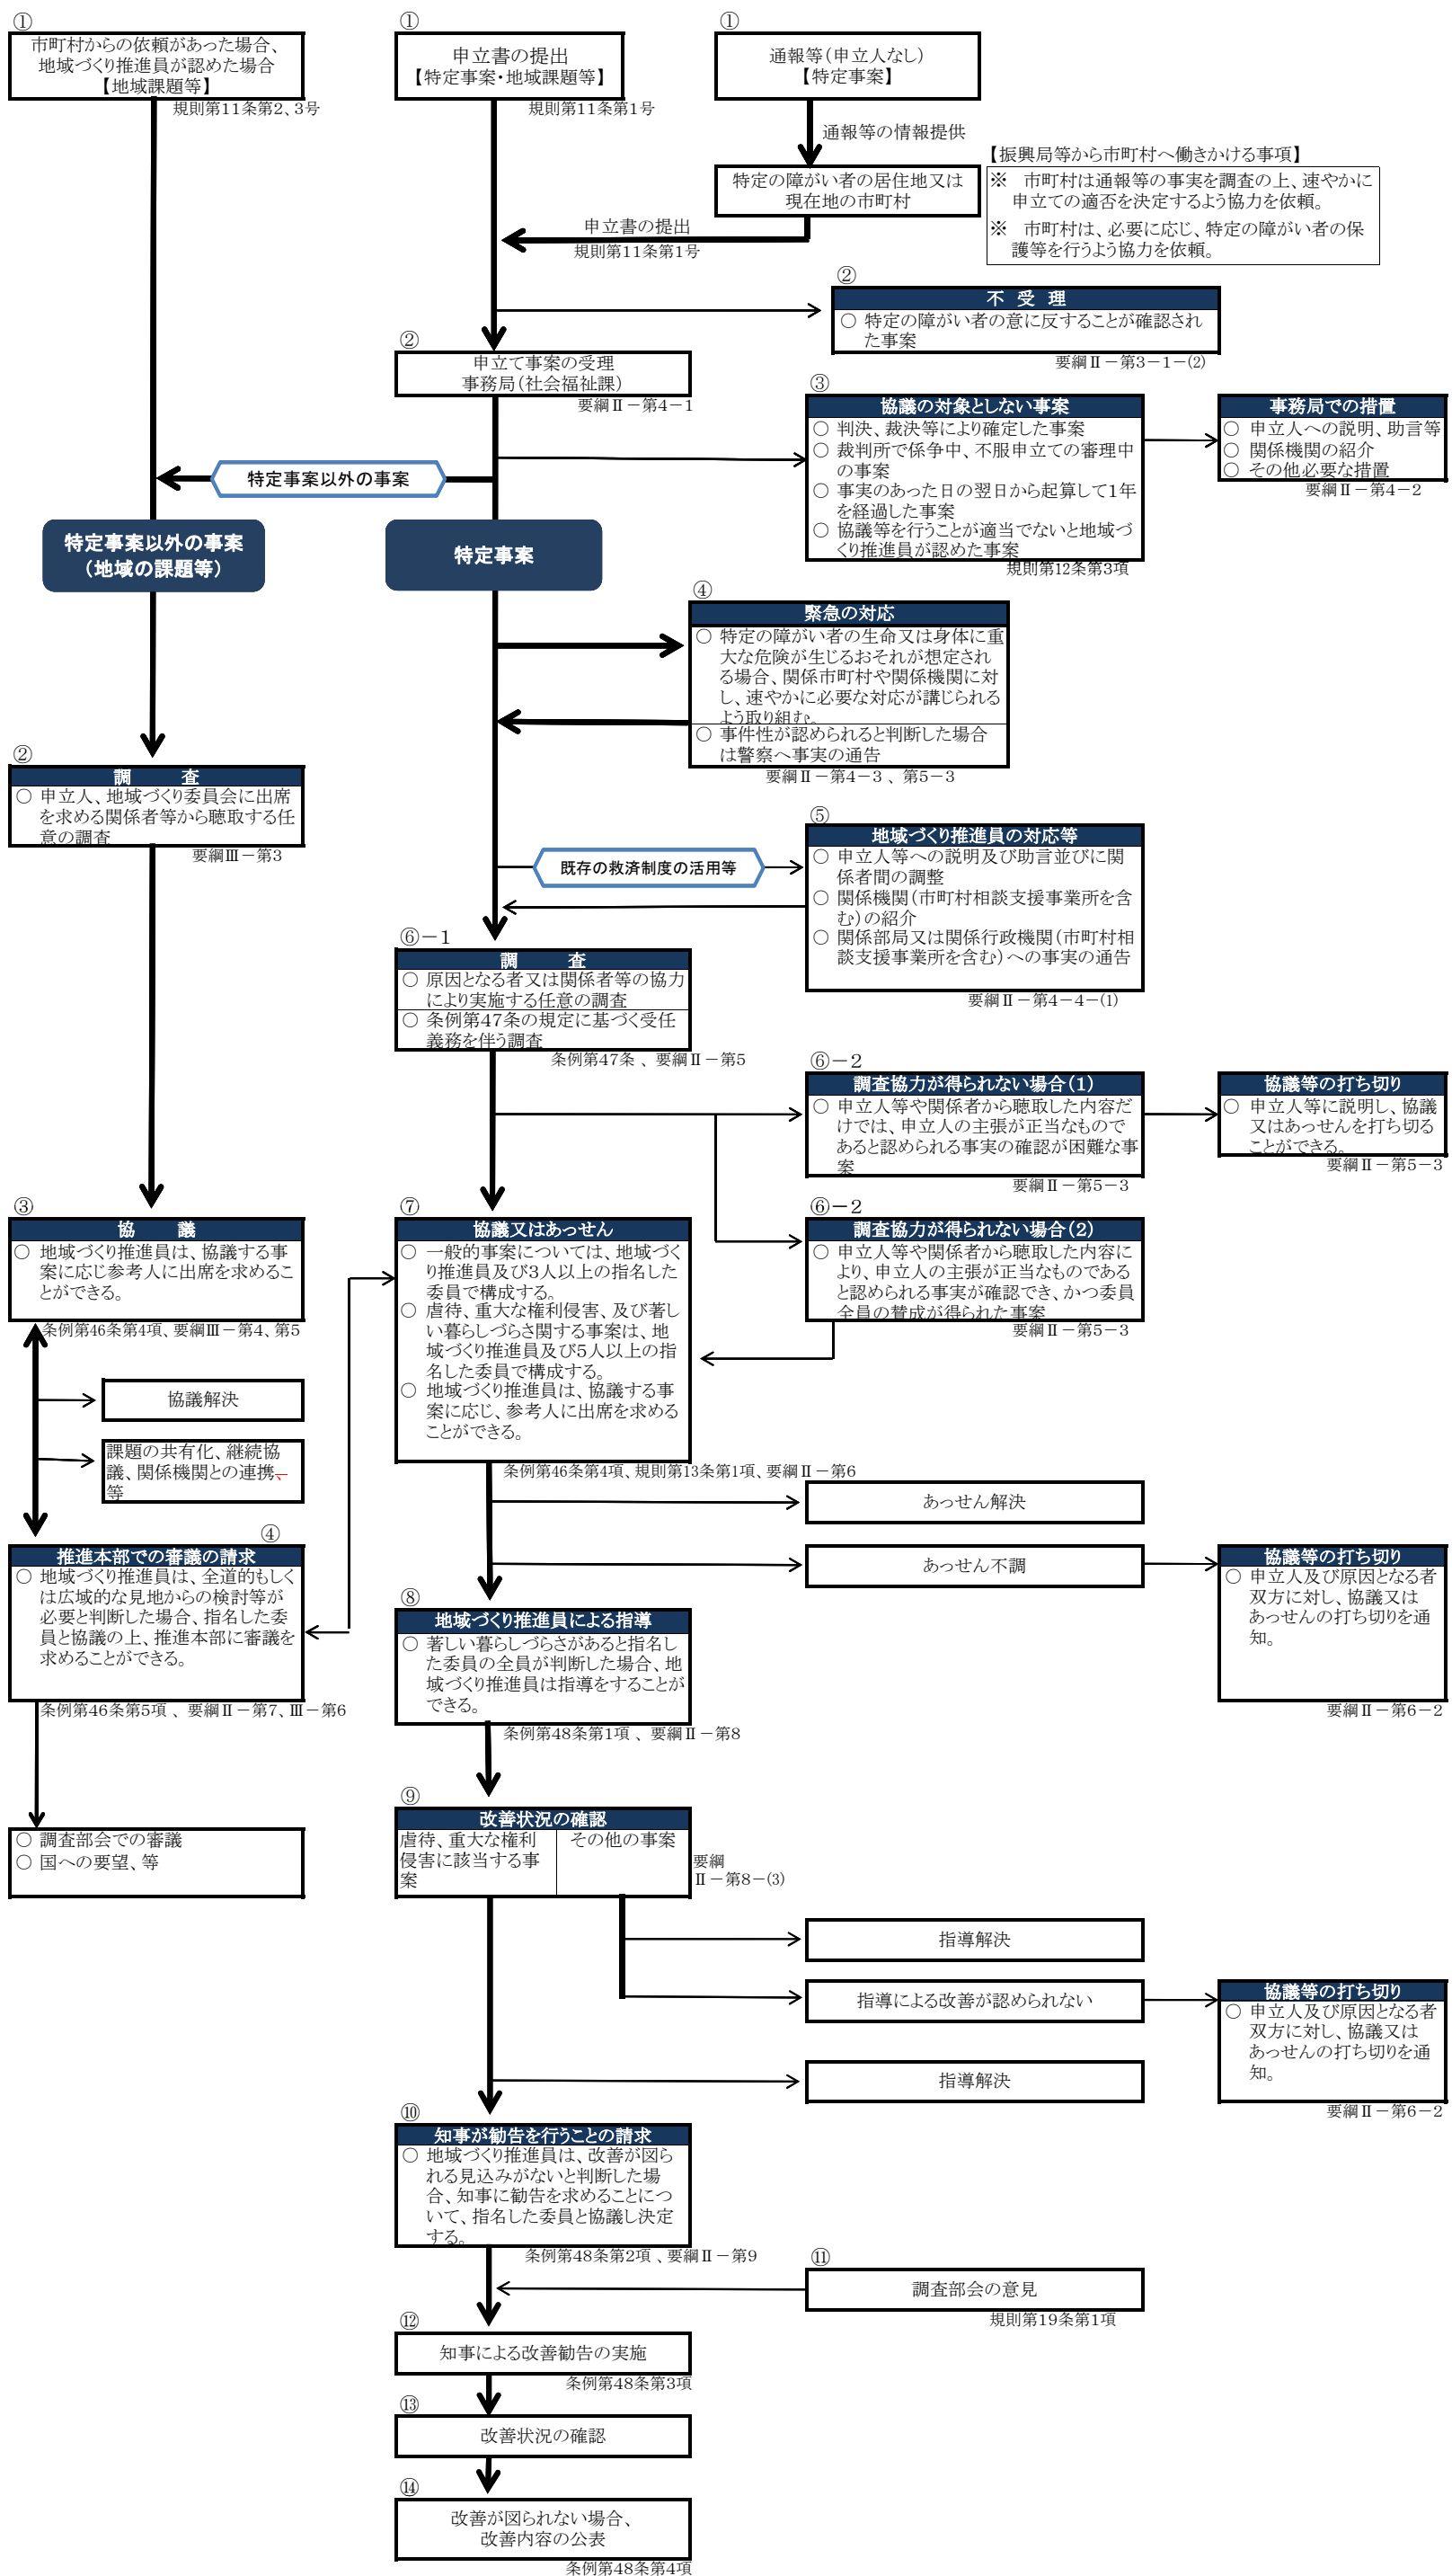 ①
市町村からの依頼があった場合、
地域づくり推進員が認めた場合
【地域課題等】
規則第11条第2、3号
①
申立書の提出
【特定事案・地域課題等】
規則第11条第1号
①
通報等（申立人なし）
【特定事案】
通報等の情報提供
特定の障がい者の居住地又は
現在地の市町村
【振興局等から市町村へ働きかける事項】
※　市町村は通報等の事実を調査の上、速やかに
申立ての適否を決定するよう協力を依頼。
※　市町村は、必要に応じ、特定の障がい者の保
護等を行うよう協力を依頼。
申立書の提出
規則第11条第1号
②
不　受　理
○ 特定の障がい者の意に反することが確認され
た事案
要綱Ⅱ－第3－1－(2)
②
申立て事案の受理
事務局（社会福祉課）
要綱Ⅱ－第4－1
③
協議の対象としない事案
○ 判決、裁決等により確定した事案
○ 裁判所で係争中、不服申立ての審理中
の事案
○ 事実のあった日の翌日から起算して1年
を経過した事案
○ 協議等を行うことが適当でないと地域づ
くり推進員が認めた事案
規則第12条第3項
事務局での措置
○ 申立人への説明、助言等
○ 関係機関の紹介
○ その他必要な措置
要綱Ⅱ－第4－2
特定事案以外の事案
特定事案以外の事案
（地域の課題等）
特定事案
④
緊急の対応
○ 特定の障がい者の生命又は身体に重
大な危険が生じるおそれが想定され
る場合、関係市町村や関係機関に対
し、速やかに必要な対応が講じられる
よう取り組む。
○ 事件性が認められると判断した場合
は警察へ事実の通告
要綱Ⅱ－第4－3 、第5－3
②
調　　　査
○ 申立人、地域づくり委員会に出席
を求める関係者等から聴取する任
意の調査
要綱Ⅲ－第3
既存の救済制度の活用等
⑤
地域づくり推進員の対応等
○ 申立人等への説明及び助言並びに関
係者間の調整
○ 関係機関（市町村相談支援事業所を含
む）の紹介
○ 関係部局又は関係行政機関（市町村相
談支援事業所を含む）への事実の通告
要綱Ⅱ－第4－4－(1)
⑥－1
調　　　査
○ 原因となる者又は関係者等の協力
により実施する任意の調査
○ 条例第47条の規定に基づく受任
義務を伴う調査
条例第47条 、要綱Ⅱ－第5
⑥－2
調査協力が得られない場合（1）
○ 申立人等や関係者から聴取した内容だ
けでは、申立人の主張が正当なもので
あると認められる事実の確認が困難な事
案
要綱Ⅱ－第5－3
協議等の打ち切り
○ 申立人等に説明し、協議
又はあっせんを打ち切る
ことができる。
要綱Ⅱ－第5－3
③
協　　　議
○ 地域づくり推進員は、協議する事
案に応じ参考人に出席を求めるこ
とができる。
条例第46条第4項、要綱Ⅲ－第4、第5
⑦
協議又はあっせん
○ 一般的事案については、地域づく
り推進員及び3人以上の指名した
委員で構成する。
○ 虐待、重大な権利侵害、及び著し
い暮らしづらさ関する事案は、地
域づくり推進員及び5人以上の指
名した委員で構成する。
○ 地域づくり推進員は、協議する事
案に応じ、参考人に出席を求める
ことができる。
条例第46条第4項、規則第13条第1項、要綱Ⅱ－第6
⑥－2
調査協力が得られない場合（2）
○ 申立人等や関係者から聴取した内容に
より、申立人の主張が正当なものである
と認められる事実が確認でき、かつ委員
全員の賛成が得られた事案
要綱Ⅱ－第5－3
協議解決
課題の共有化、継続協
議、関係機関との連携、
等
あっせん解決
あっせん不調
協議等の打ち切り
○ 申立人及び原因となる者
双方に対し、協議又は
あっせんの打ち切りを通
知。
要綱Ⅱ－第6－2
④
推進本部での審議の請求
○ 地域づくり推進員は、全道的もしく
は広域的な見地からの検討等が
必要と判断した場合、指名した委
員と協議の上、推進本部に審議を
求めることができる。
条例第46条第5項 、要綱Ⅱ－第7、Ⅲ－第6
⑧
地域づくり推進員による指導
○ 著しい暮らしづらさがあると指名し
た委員の全員が判断した場合、地
域づくり推進員は指導をすることが
できる。
条例第48条第1項 、要綱Ⅱ－第8
○ 調査部会での審議
○ 国への要望、等
⑨
改善状況の確認
虐待、重大な権利
侵害に該当する事
案
その他の事案
要綱
Ⅱ－第8－(3)
指導解決
指導による改善が認められない
協議等の打ち切り
○ 申立人及び原因となる者
双方に対し、協議又は
あっせんの打ち切りを通
知。
要綱Ⅱ－第6－2
指導解決
⑩
知事が勧告を行うことの請求
○ 地域づくり推進員は、改善が図ら
れる見込みがないと判断した場
合、知事に勧告を求めることにつ
いて、指名した委員と協議し決定
する。
条例第48条第2項 、要綱Ⅱ－第9
⑪
調査部会の意見
規則第19条第1項
⑫
知事による改善勧告の実施
条例第48条第3項
⑬
改善状況の確認
⑭
改善が図られない場合、
改善内容の公表
条例第48条第4項